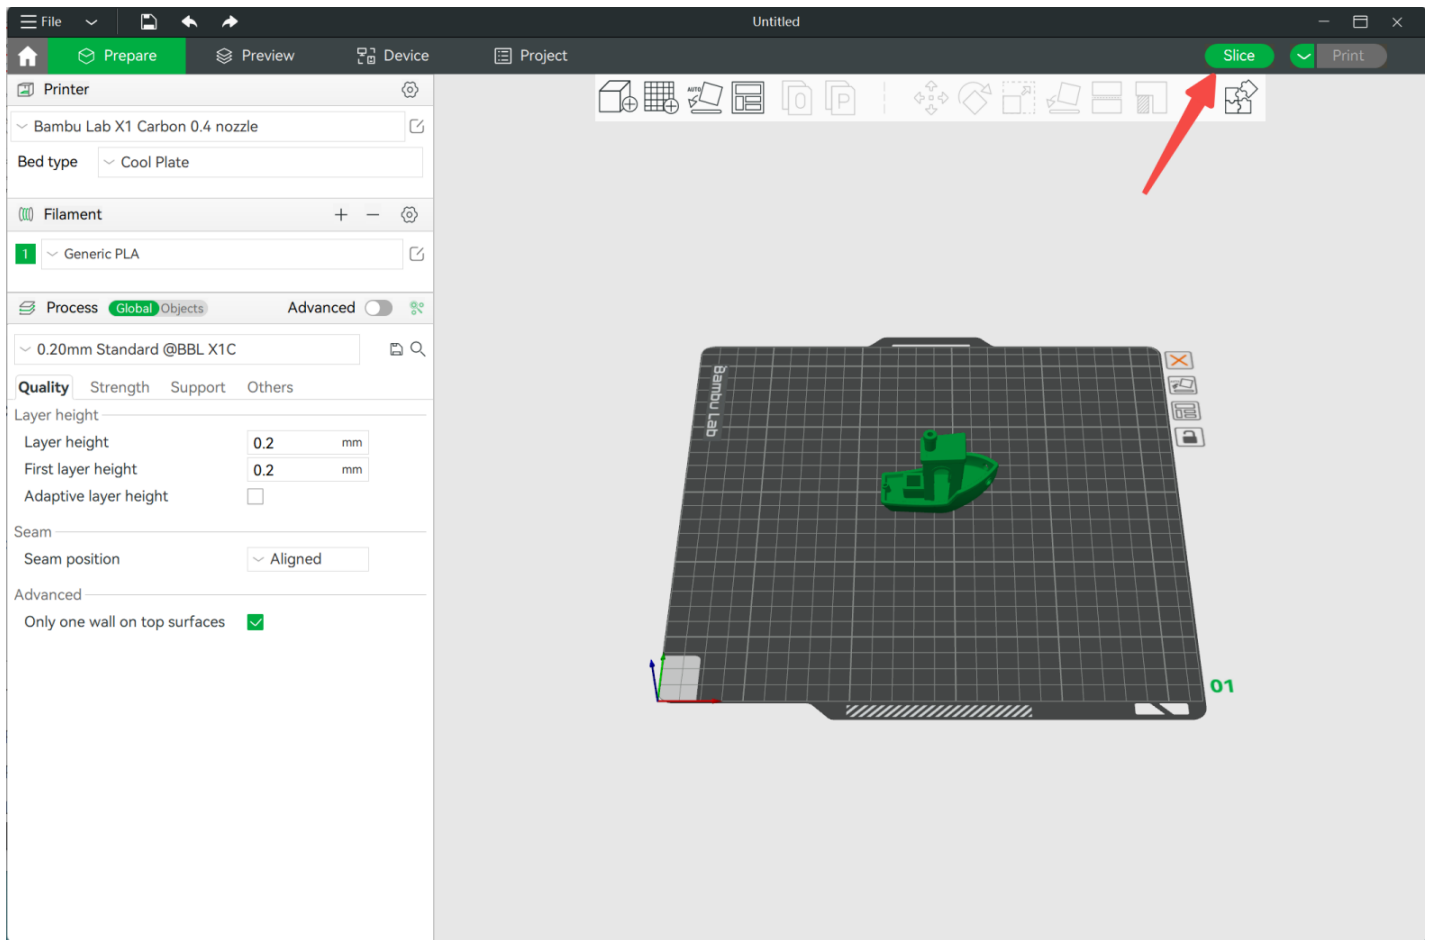 File
Untitled
Prepare
Preview
Device
Project
Slice
Print
Printer
AUTO
Bambu Lab X1 Carbon 0.4 nozzle
Bed type Cool Plate
Filament
1 Generic PLA
Process Global Objects Advanced
0.20mm Standard @BBL X1C
Quality Strength Support Others
Layer height
Layer height 0.2 mm
First layer height 0.2 mm
Adaptive layer height
Seam
Seam position Aligned
Advanced
Only one wall on top surfaces
O
P
Bambu Lab
01